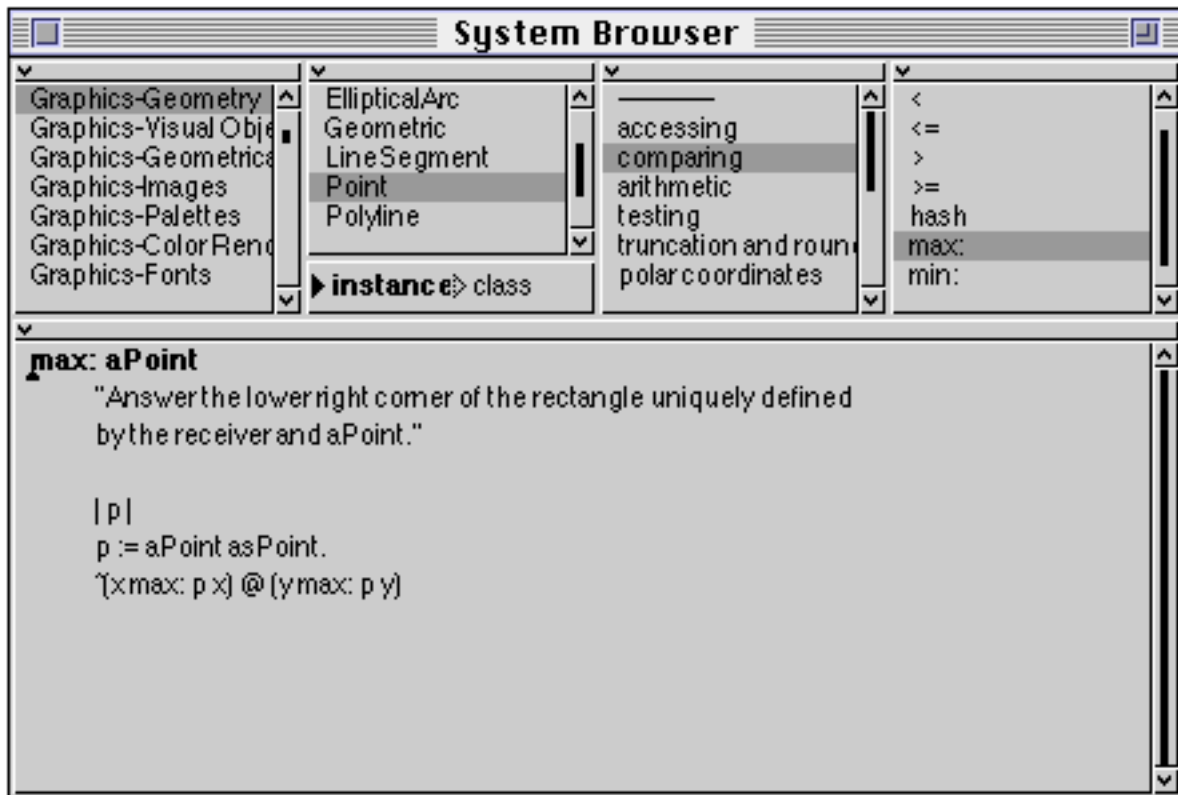 System Browser
Graphics-Geometry
Graphics-Visual Obje
Graphics-Geometrica
Graphics-Images
Graphics-Palettes
Graphics-Color Rend
Graphics-Fonts
EllipticalArc
Geometric
LineSegment
Point
Polyline
instance class
accessing
comparing
arithmetic
testing
truncation and round
polar coordinates
<
<=
>
>=
hash
max:
min:
max: aPoint
"Answer the lower right corner of the rectangle uniquely defined
by the receiver and aPoint."
| p |
p := aPoint asPoint.
^(x max: p x) @ (y max: p y)